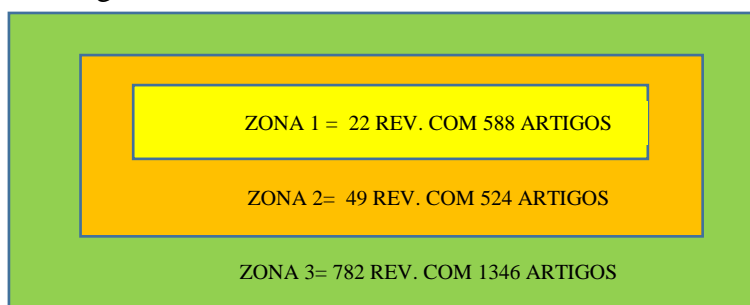 ZONA 1 = 22 REV. COM 588 ARTIGOS
ZONA 2= 49 REV. COM 524 ARTIGOS
ZONA 3= 782 REV. COM 1346 ARTIGOS